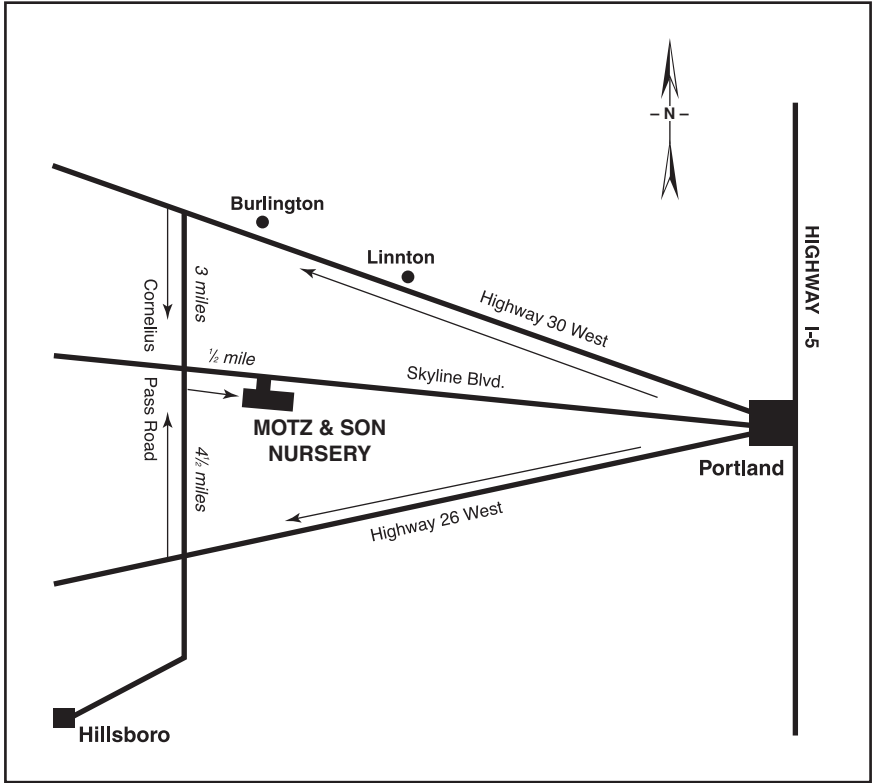 – N –
Burlington
Linnton
HIGHWAY I-5
Highway 30 West
3 miles
Cornelius Pass Road
½ mile
Skyline Blvd.
MOTZ & SON
NURSERY
4½ miles
Portland
Highway 26 West
Hillsboro